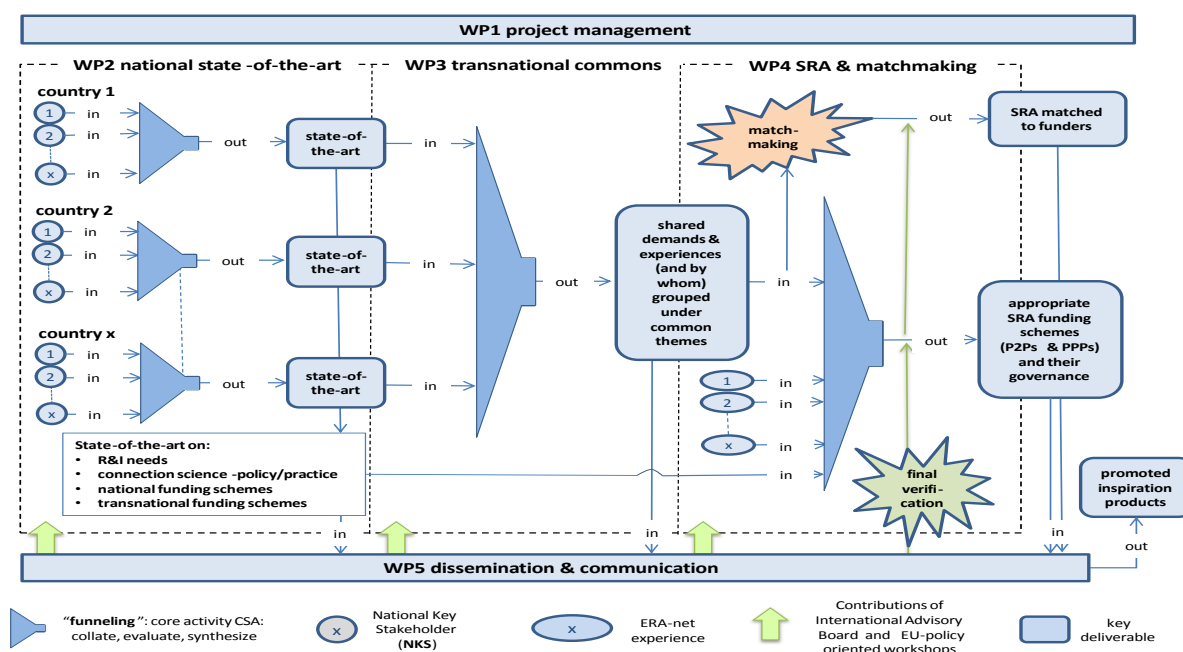 WP1 project management
WP2 national state -of-the-art
WP3 transnational commons
WP4 SRA & matchmaking
country 1
1
in
2
in
x
in
out
state-of-
the-art
in
country 2
1
in
2
in
x
in
out
state-of-
the-art
in
country x
1
in
2
in
x
in
out
state-of-
the-art
in
State-of-the-art on:
• R&I needs
• connection science -policy/practice
• national funding schemes
• transnational funding schemes
out
shared
demands &
experiences
(and by
whom)
grouped
under
common
themes
match-
making
in
in
1
in
2
in
x
in
in
out
SRA matched
to funders
out
appropriate
SRA funding
schemes
(P2Ps & PPPs)
and their
governance
final
verifi-
cation
promoted
inspiration
products
in
in
in
out
WP5 dissemination & communication
“funneling”: core activity CSA:
collate, evaluate, synthesize
x
National Key
Stakeholder
(NKS)
x
ERA-net
experience
Contributions of
International Advisory
Board and EU-policy
oriented workshops
key
deliverable